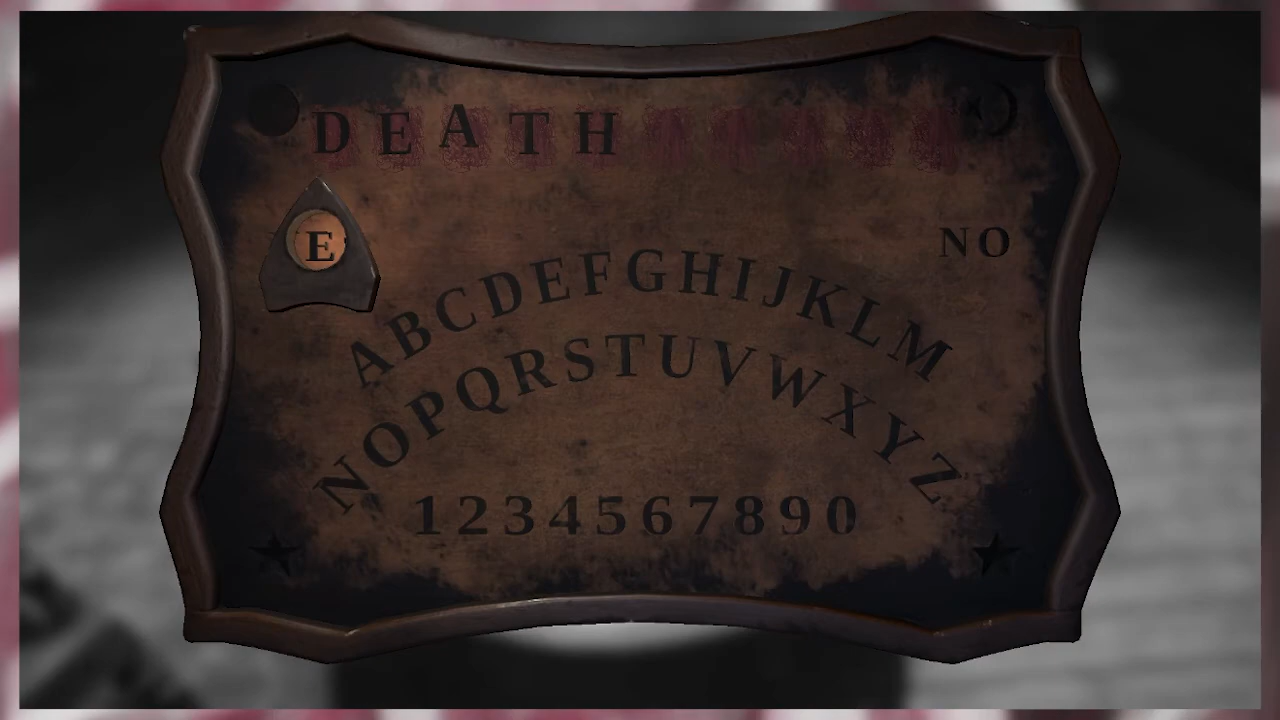 DEATH
E NO
ABCDEFGHIJKLM
NOPQRSTUVWXYZ
1234567890